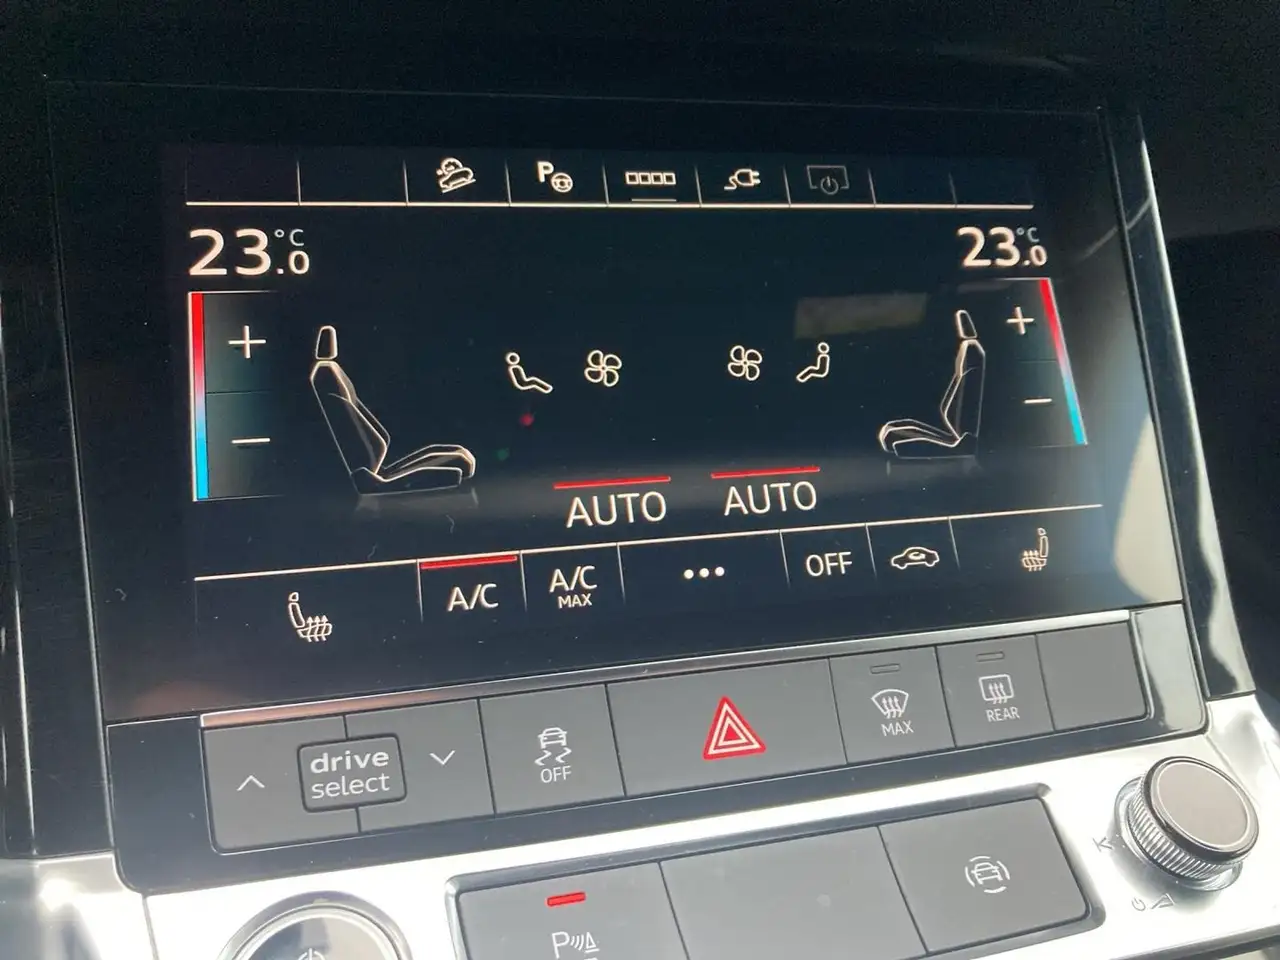 P
23.0 °C
23.0 °C
+
+
−
−
AUTO
AUTO
A/C
A/C
MAX
•••
OFF
drive
select
OFF
MAX
REAR
P